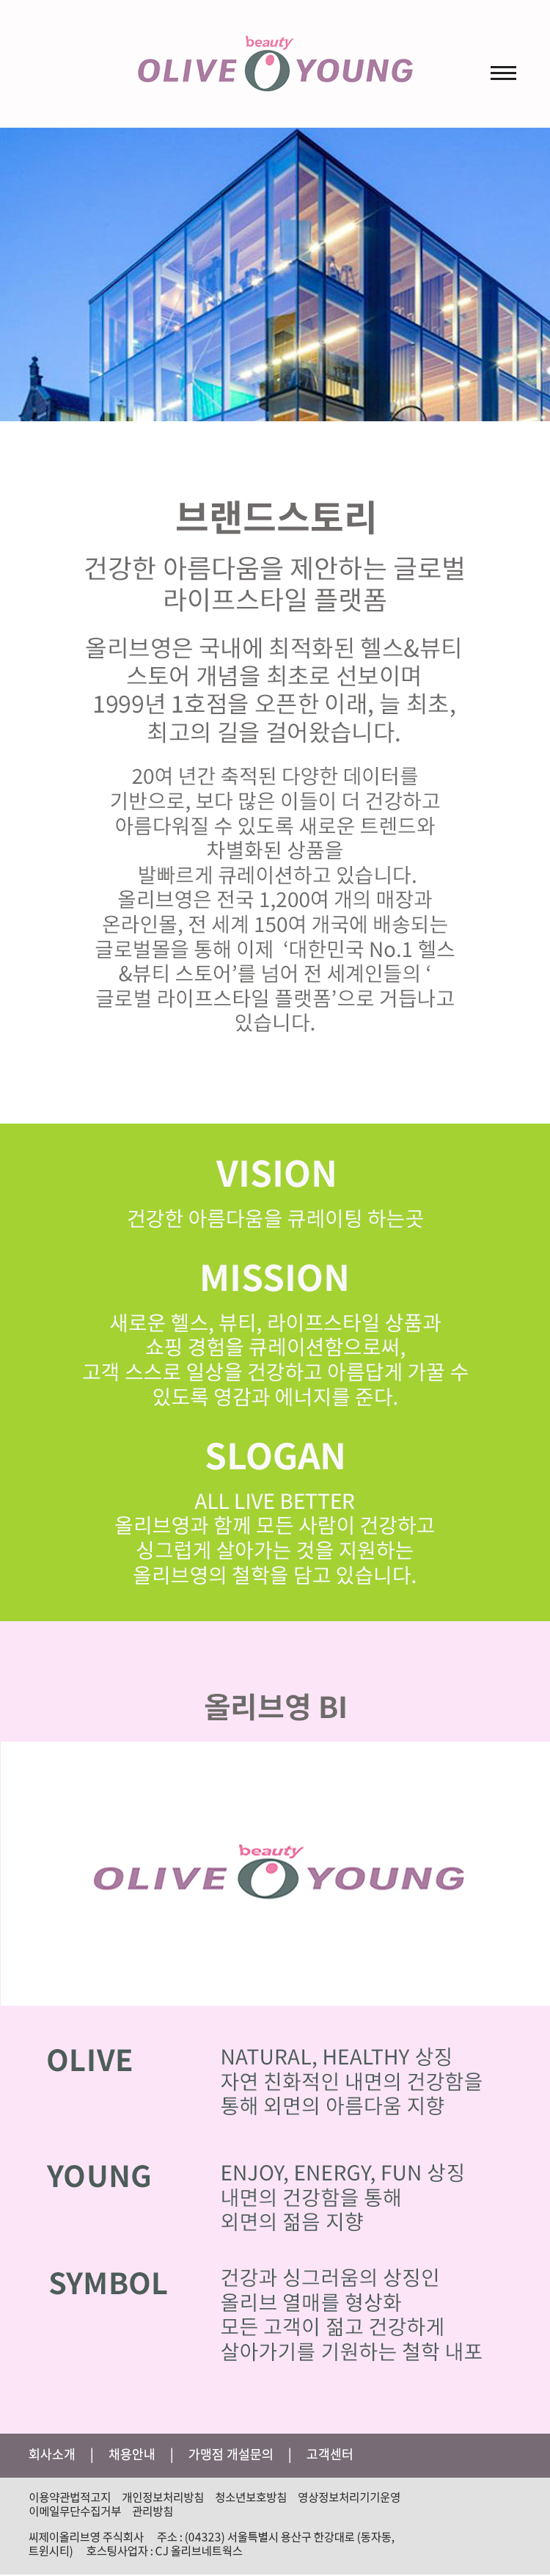 beauty
OLIVE YOUNG
브랜드스토리
건강한 아름다움을 제안하는 글로벌
라이프스타일 플랫폼
올리브영은 국내에 최적화된 헬스&뷰티
스토어 개념을 최초로 선보이며
1999년 1호점을 오픈한 이래, 늘 최초,
최고의 길을 걸어왔습니다.
20여 년간 축적된 다양한 데이터를
기반으로, 보다 많은 이들이 더 건강하고
아름다워질 수 있도록 새로운 트렌드와
차별화된 상품을
발빠르게 큐레이션하고 있습니다.
올리브영은 전국 1,200여 개의 매장과
온라인몰, 전 세계 150여 개국에 배송되는
글로벌몰을 통해 이제 ‘대한민국 No.1 헬스
&뷰티 스토어’를 넘어 전 세계인들의 ‘
글로벌 라이프스타일 플랫폼’으로 거듭나고
있습니다.
VISION
건강한 아름다움을 큐레이팅 하는곳
MISSION
새로운 헬스, 뷰티, 라이프스타일 상품과
쇼핑 경험을 큐레이션함으로써,
고객 스스로 일상을 건강하고 아름답게 가꿀 수
있도록 영감과 에너지를 준다.
SLOGAN
ALL LIVE BETTER
올리브영과 함께 모든 사람이 건강하고
싱그럽게 살아가는 것을 지원하는
올리브영의 철학을 담고 있습니다.
올리브영 BI
beauty
OLIVE YOUNG
OLIVE
NATURAL, HEALTHY 상징
자연 친화적인 내면의 건강함을
통해 외면의 아름다움 지향
YOUNG
ENJOY, ENERGY, FUN 상징
내면의 건강함을 통해
외면의 젊음 지향
SYMBOL
건강과 싱그러움의 상징인
올리브 열매를 형상화
모든 고객이 젊고 건강하게
살아가기를 기원하는 철학 내포
회사소개 | 채용안내 | 가맹점 개설문의 | 고객센터
이용약관법적고지 개인정보처리방침 청소년보호방침 영상정보처리기기운영
이메일무단수집거부 관리방침
씨제이올리브영 주식회사 주소 : (04323) 서울특별시 용산구 한강대로 (동자동,
트윈시티) 호스팅사업자 : CJ 올리브네트웍스